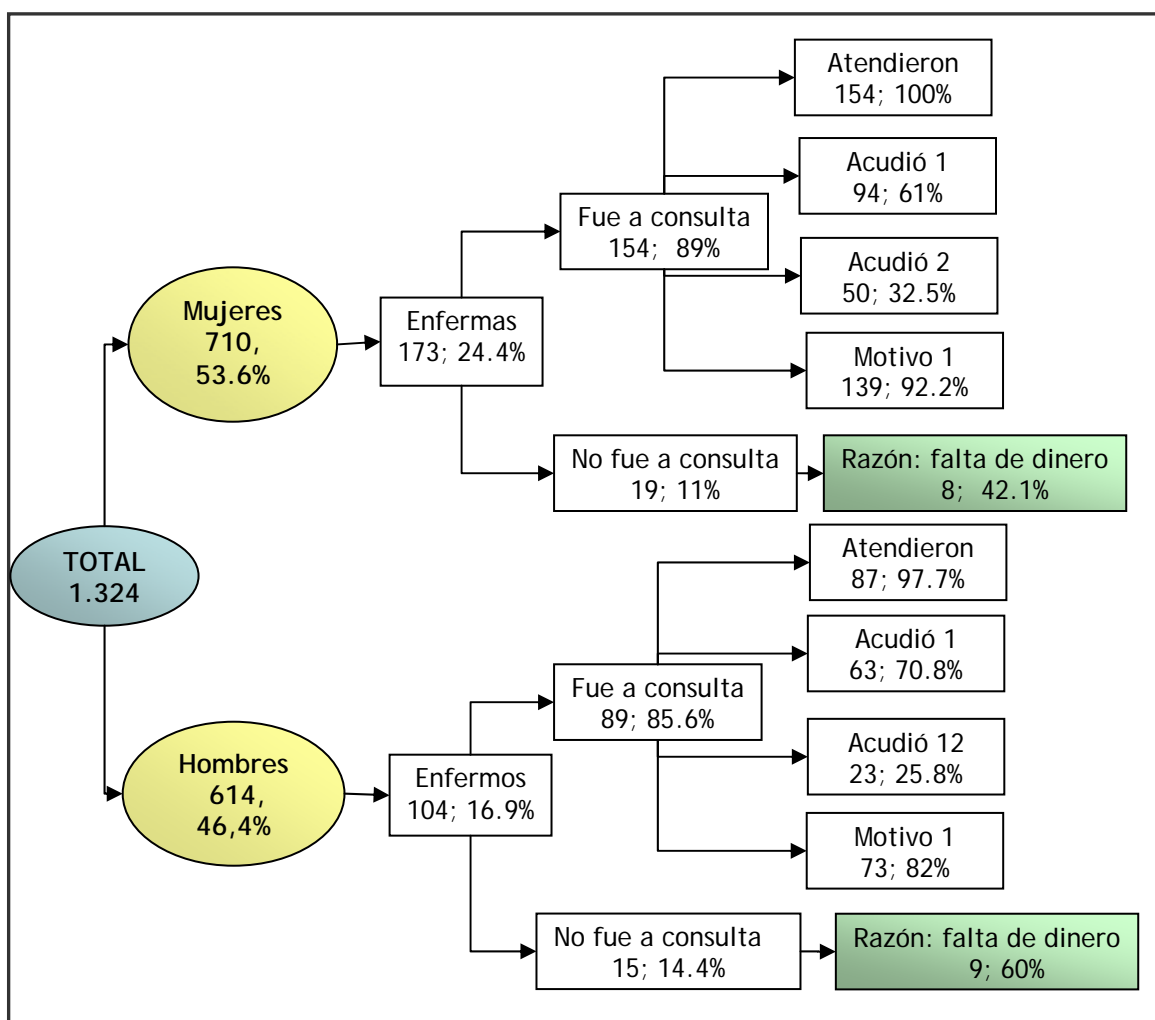 Atendieron
154; 100%
Acudió 1
94; 61%
Fue a consulta
154; 89%
Acudió 2
50; 32.5%
Mujeres
710,
53.6%
Enfermas
173; 24.4%
Motivo 1
139; 92.2%
No fue a consulta
19; 11%
Razón: falta de dinero
8; 42.1%
TOTAL
1.324
Atendieron
87; 97.7%
Acudió 1
63; 70.8%
Fue a consulta
89; 85.6%
Acudió 12
23; 25.8%
Hombres
614,
46,4%
Enfermos
104; 16.9%
Motivo 1
73; 82%
No fue a consulta
15; 14.4%
Razón: falta de dinero
9; 60%